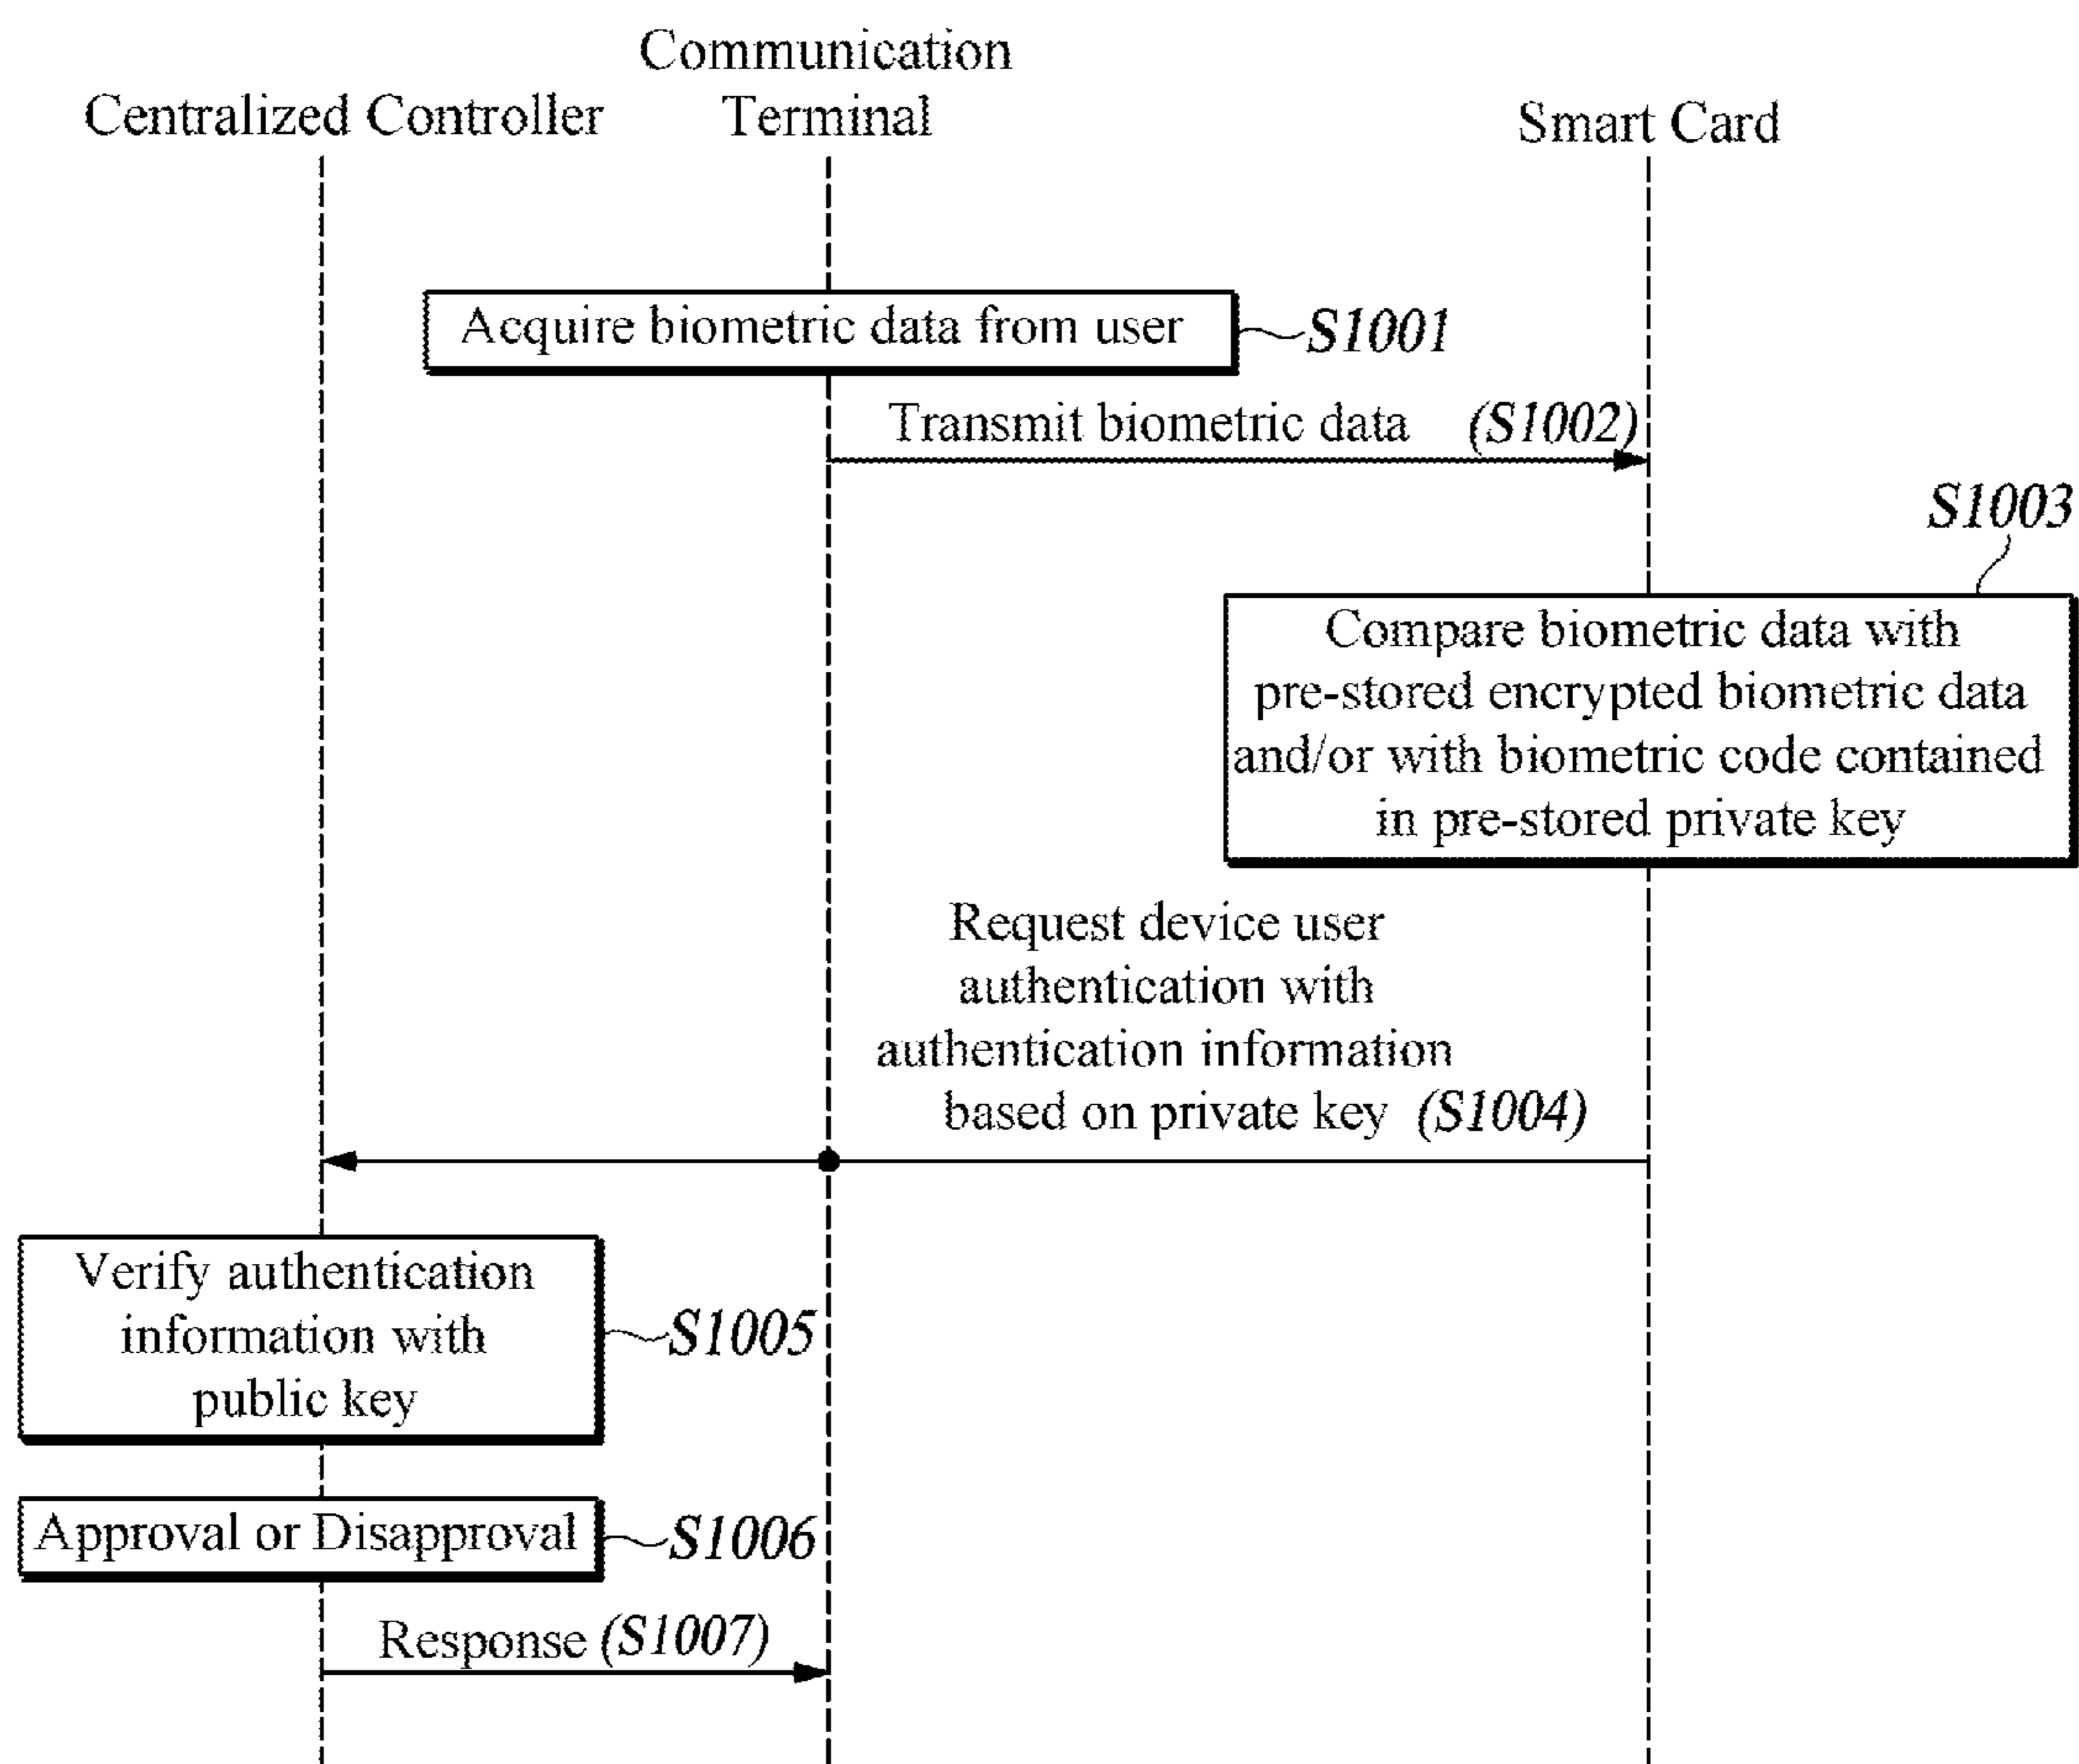 Communication
Centralized Controller Terminal Smart Card
Acquire biometric data from user S1001
Transmit biometric data (S1002)
S1003
Compare biometric data with
pre-stored encrypted biometric data
and/or with biometric code contained
in pre-stored private key
Request device user
authentication with
authentication information
based on private key (S1004)
Verify authentication
information with
public key
S1005
Approval or Disapproval S1006
Response (S1007)